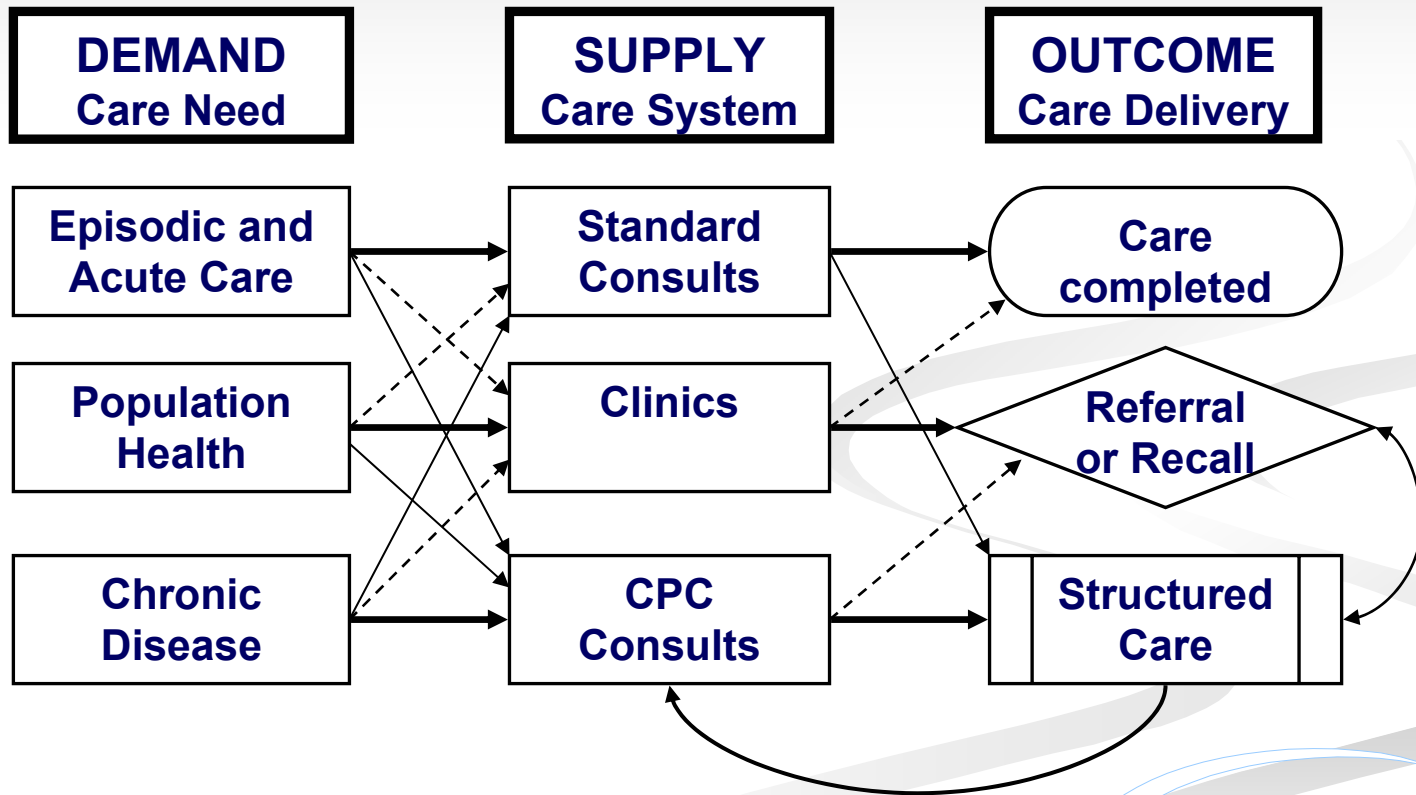 DEMAND
Care Need
SUPPLY
Care System
OUTCOME
Care Delivery
Episodic and
Acute Care
Standard
Consults
Care
completed
Population
Health
Clinics
Referral
or Recall
Chronic
Disease
CPC
Consults
Structured
Care